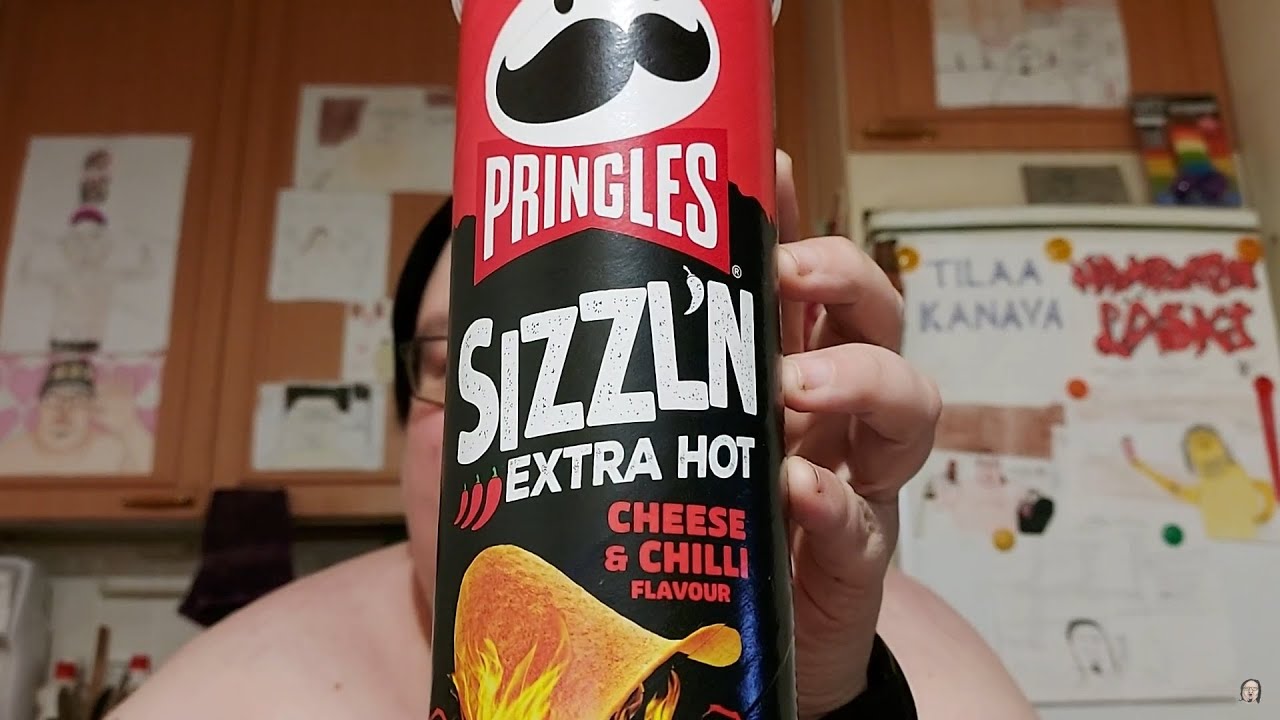 PRINGLES
®
SIZZL'N
EXTRA HOT
CHEESE
& CHILLI
FLAVOUR
TILAA
KANAVA